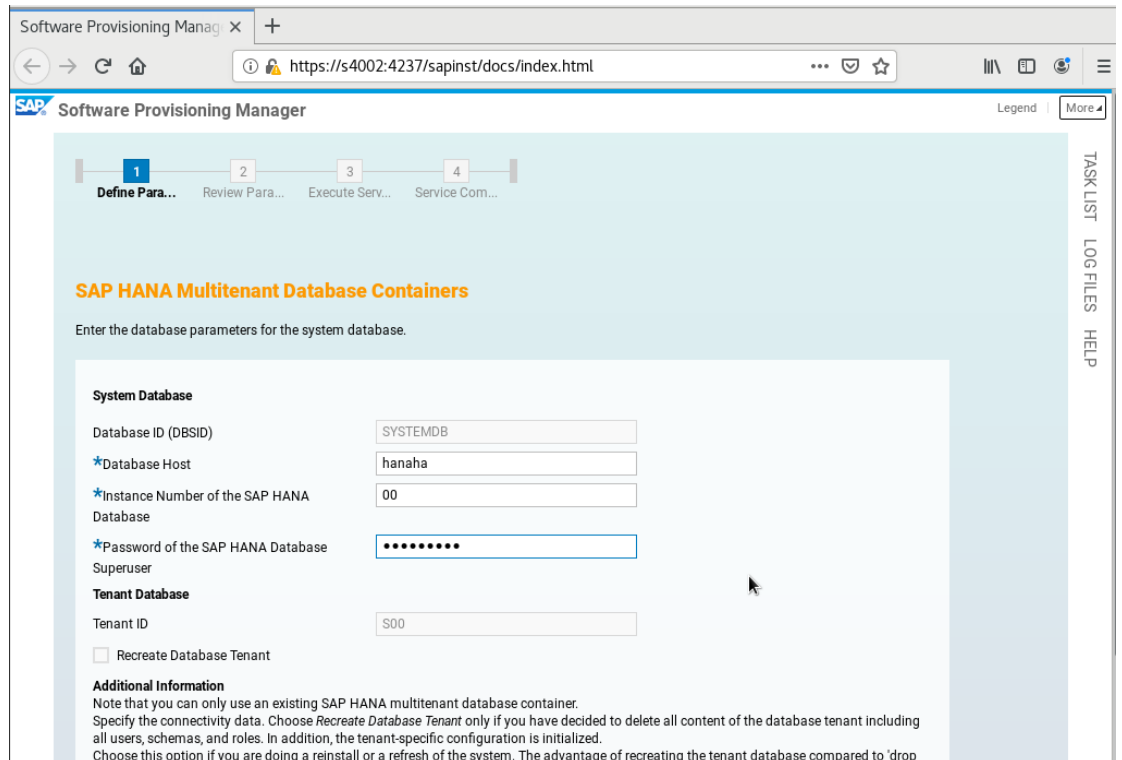 Software Provisioning Manag
https://s4002:4237/sapinst/docs/index.html
SAP Software Provisioning Manager
Legend
More
1
2
3
4
Define Para...
Review Para...
Execute Serv...
Service Com...
TASK LIST
LOG FILES
HELP
SAP HANA Multitenant Database Containers
Enter the database parameters for the system database.
System Database
Database ID (DBSID)
SYSTEMDB
*Database Host
hanaha
*Instance Number of the SAP HANA
Database
00
*Password of the SAP HANA Database
Superuser
•••••••••
Tenant Database
Tenant ID
S00
Recreate Database Tenant
Additional Information
Note that you can only use an existing SAP HANA multitenant database container.
Specify the connectivity data. Choose Recreate Database Tenant only if you have decided to delete all content of the database tenant including
all users, schemas, and roles. In addition, the tenant-specific configuration is initialized.
Choose this option if you are doing a reinstall or a refresh of the system. The advantage of recreating the tenant database compared to 'drop